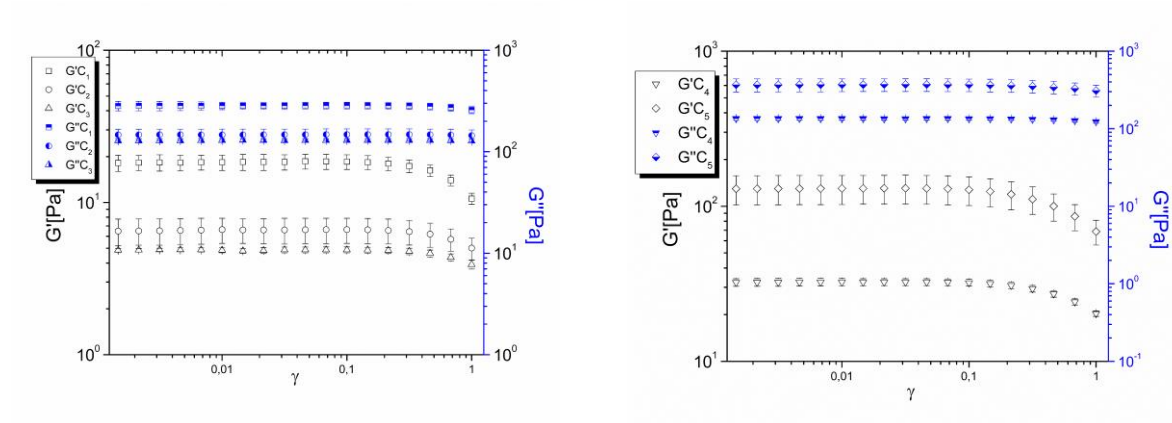 10²
10³
G'C₁
G'C₂
G'C₃
G''C₁
G''C₂
G''C₃
10²
G'[Pa]
10¹
G''[Pa]
10¹
10⁰
10⁰
0,01
0,1
1
γ
10³
10³
G'C₄
G'C₅
G''C₄
G''C₅
10²
G'[Pa]
10²
10¹
G''[Pa]
10⁰
10¹
10⁻¹
0,01
0,1
1
γ